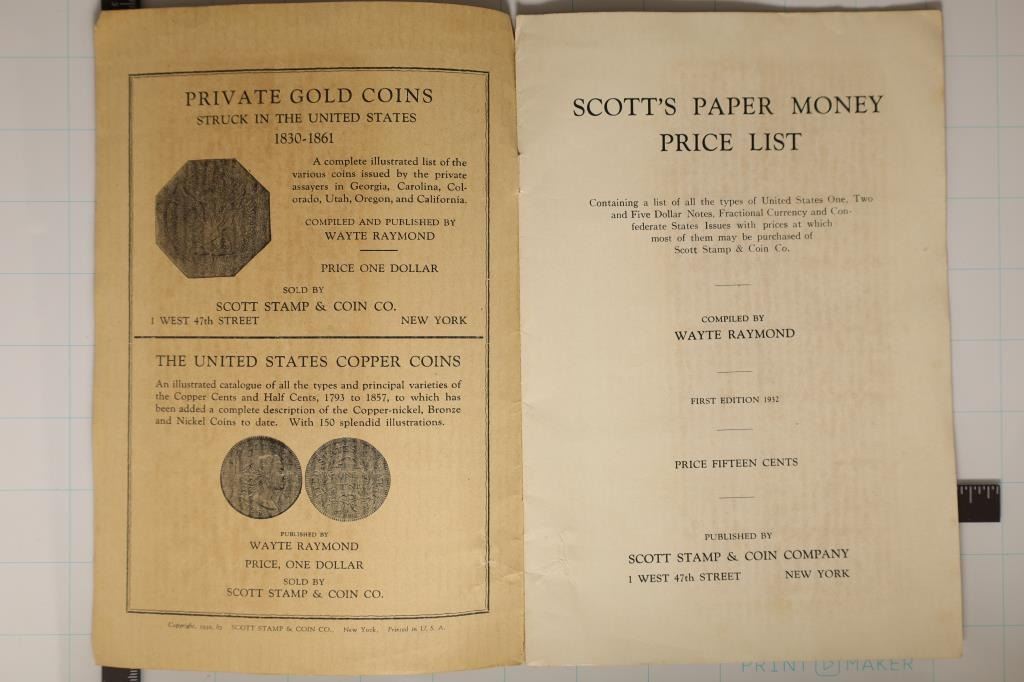 PRIVATE GOLD COINS
STRUCK IN THE UNITED STATES
1830-1861
A complete illustrated list of the
various coins issued by the private
assayers in Georgia, Carolina, Col-
orado, Utah, Oregon, and California.
COMPILED AND PUBLISHED BY
WAYTE RAYMOND
PRICE ONE DOLLAR
SOLD BY
SCOTT STAMP & COIN CO.
1 WEST 47th STREET NEW YORK
THE UNITED STATES COPPER COINS
An illustrated catalogue of all the types and principal varieties of
the Copper Cents and Half Cents, 1793 to 1857, to which has
been added a complete description of the Copper-nickel, Bronze
and Nickel Coins to date. With 150 splendid illustrations.
PUBLISHED BY
WAYTE RAYMOND
PRICE, ONE DOLLAR
SOLD BY
SCOTT STAMP & COIN CO.
Copyright, by SCOTT STAMP & COIN CO., New York. Printed in U. S. A.
SCOTT'S PAPER MONEY
PRICE LIST
Containing a list of all the types of United States One, Two
and Five Dollar Notes, Fractional Currency and Con-
federate States Issues with prices at which
most of them may be purchased of
Scott Stamp & Coin Co.
COMPILED BY
WAYTE RAYMOND
FIRST EDITION 1932
PRICE FIFTEEN CENTS
PUBLISHED BY
SCOTT STAMP & COIN COMPANY
1 WEST 47th STREET NEW YORK
PRINT MAKER